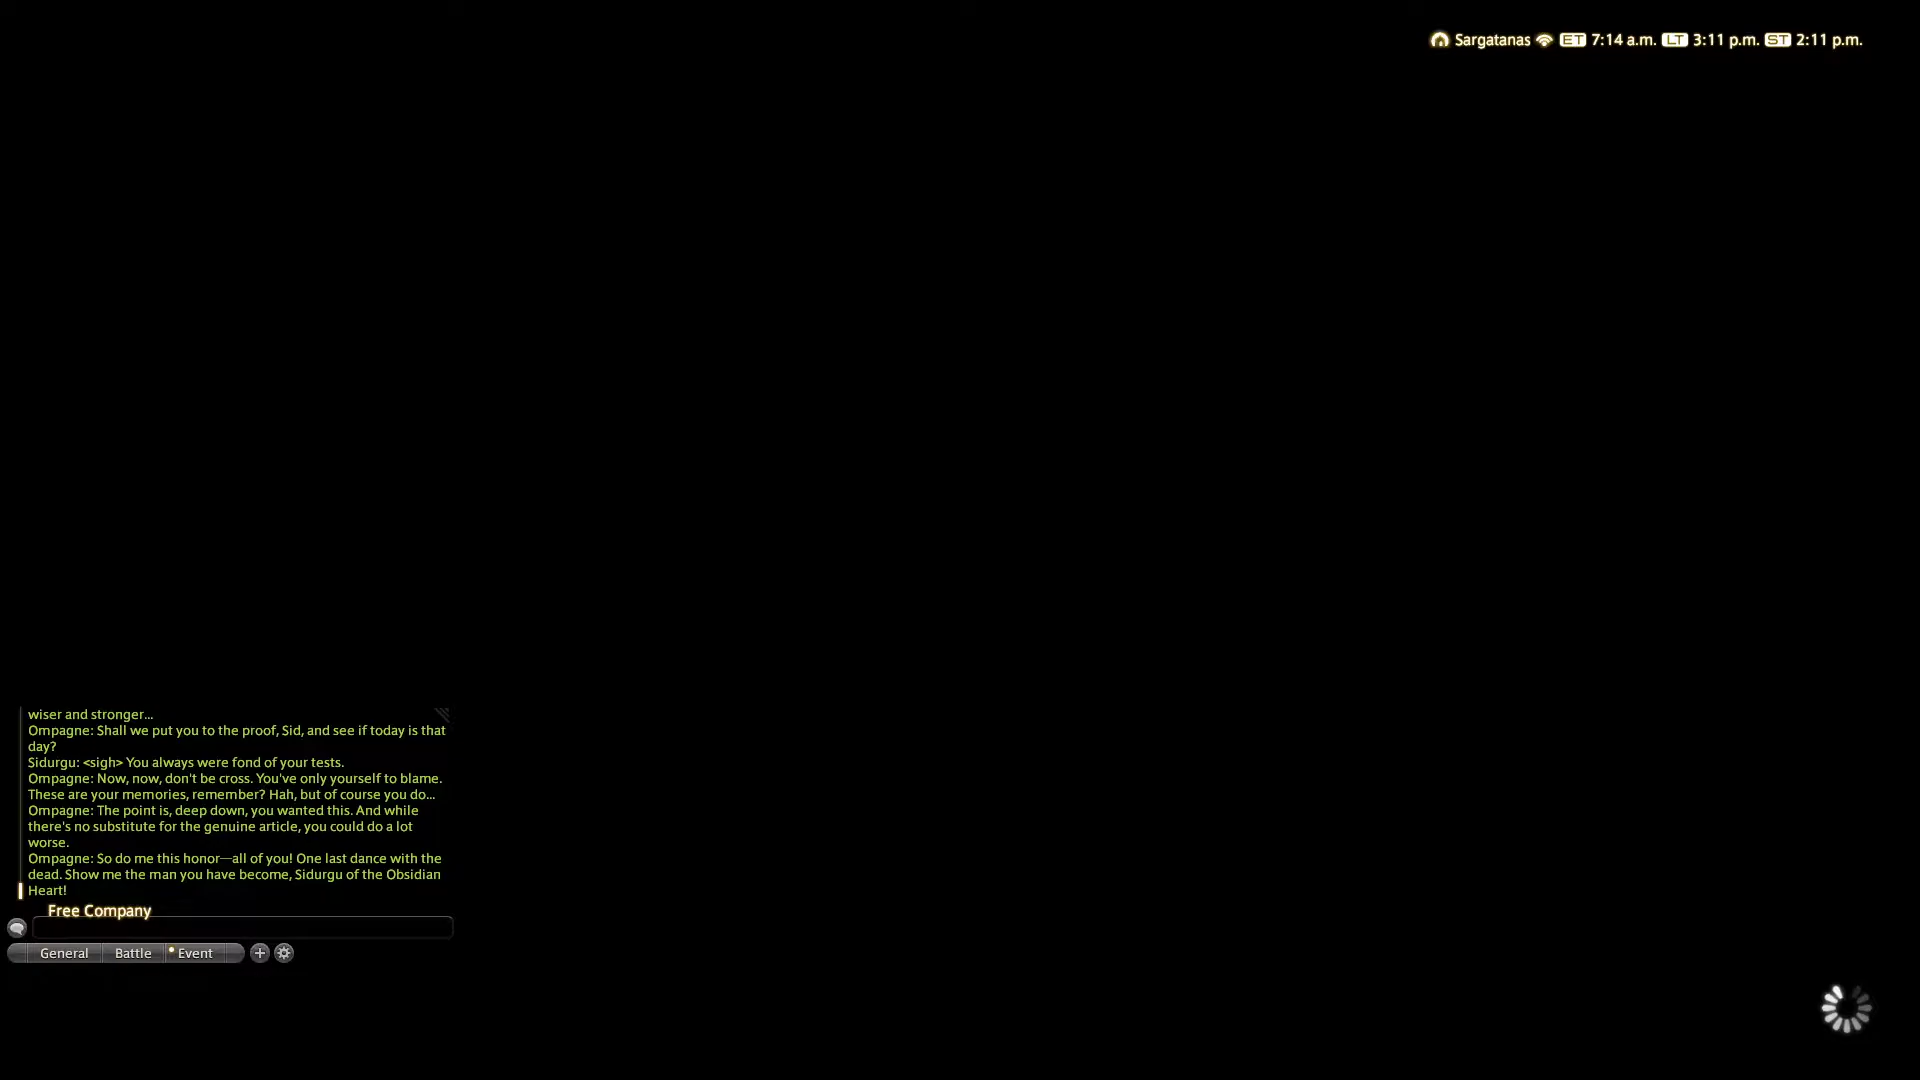 Sargatanas ET 7:14 a.m. LT 3:11 p.m. ST 2:11 p.m.
wiser and stronger...
Ompagne: Shall we put you to the proof, Sid, and see if today is that
day?
Sidurgu: <sigh> You always were fond of your tests.
Ompagne: Now, now, don't be cross. You've only yourself to blame.
These are your memories, remember? Hah, but of course you do...
Ompagne: The point is, deep down, you wanted this. And while
there's no substitute for the genuine article, you could do a lot
worse.
Ompagne: So do me this honor—all of you! One last dance with the
dead. Show me the man you have become, Sidurgu of the Obsidian
Heart!
Free Company
General Battle Event